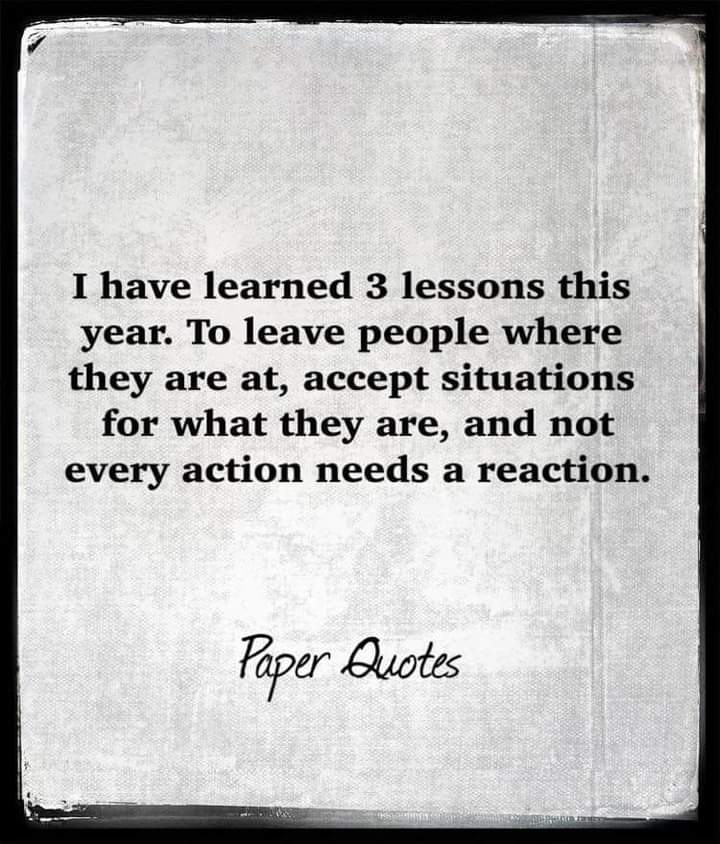 I have learned 3 lessons this
year. To leave people where
they are at, accept situations
for what they are, and not
every action needs a reaction.
Paper Quotes